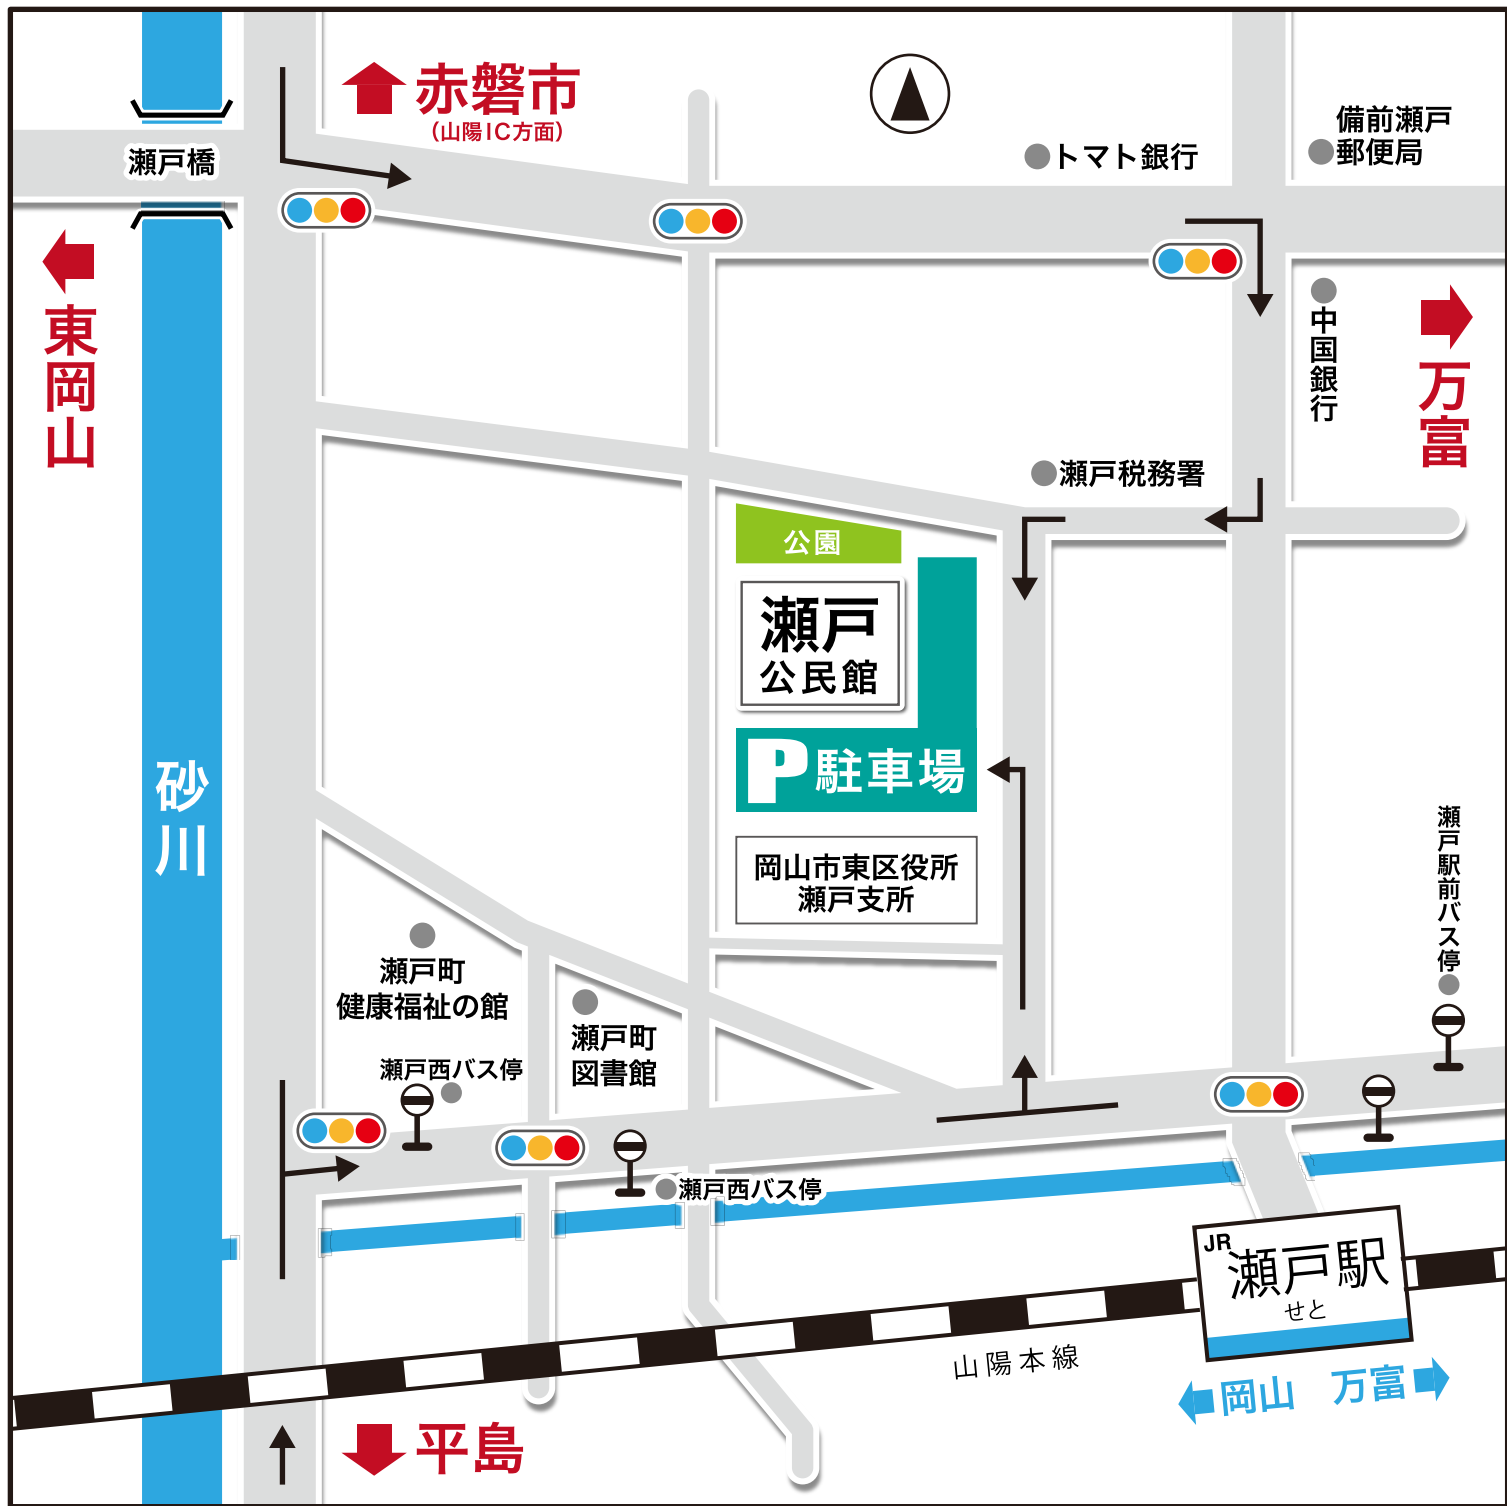 赤磐市
(山陽IC方面)
瀬戸橋
トマト銀行
備前瀬戸
郵便局
東岡山
中国銀行
万富
瀬戸税務署
公園
瀬戸
公民館
P駐車場
砂川
岡山市東区役所
瀬戸支所
瀬戸駅前バス停
瀬戸町
健康福祉の館
瀬戸町
図書館
瀬戸西バス停
瀬戸西バス停
JR
瀬戸駅
せと
山陽本線
岡山 万富
平島